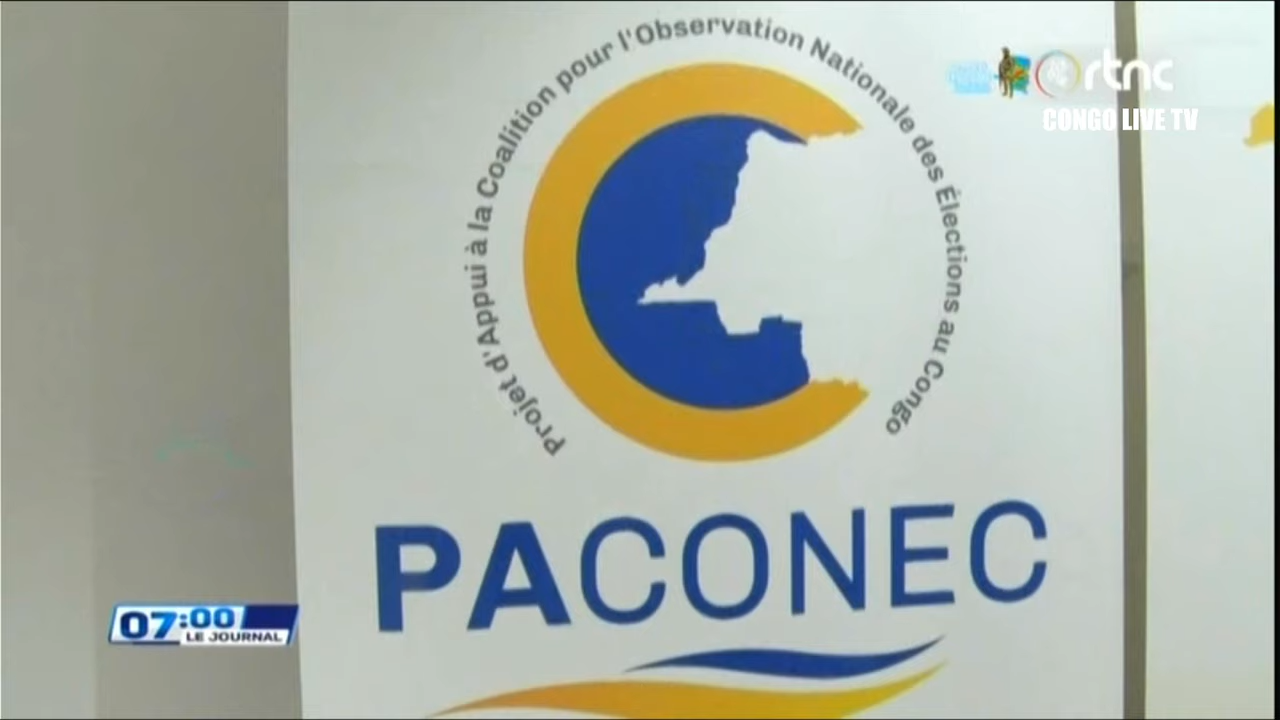 Projet d'Appui à la Coalition pour l'Observation Nationale des Élections au Congo
rtnc
CONGO LIVE TV
PACONEC
07:00
LE JOURNAL